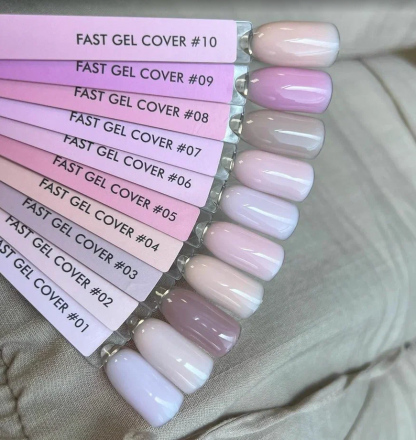 FAST GEL COVER #10
FAST GEL COVER #09
FAST GEL COVER #08
FAST GEL COVER #07
FAST GEL COVER #06
FAST GEL COVER #05
FAST GEL COVER #04
FAST GEL COVER #03
FAST GEL COVER #02
GEL COVER #01